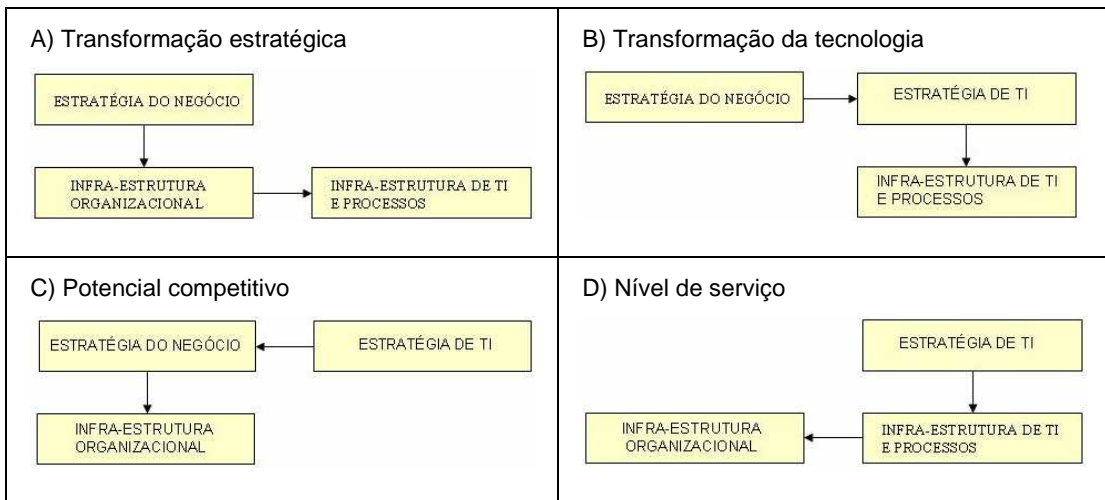 A) Transformação estratégica
ESTRATÉGIA DO NEGÓCIO
INFRA-ESTRUTURA
ORGANIZACIONAL
INFRA-ESTRUTURA DE TI
E PROCESSOS
B) Transformação da tecnologia
ESTRATÉGIA DO NEGÓCIO
ESTRATÉGIA DE TI
INFRA-ESTRUTURA DE TI
E PROCESSOS
C) Potencial competitivo
ESTRATÉGIA DO NEGÓCIO
ESTRATÉGIA DE TI
INFRA-ESTRUTURA
ORGANIZACIONAL
D) Nível de serviço
ESTRATÉGIA DE TI
INFRA-ESTRUTURA
ORGANIZACIONAL
INFRA-ESTRUTURA DE TI
E PROCESSOS